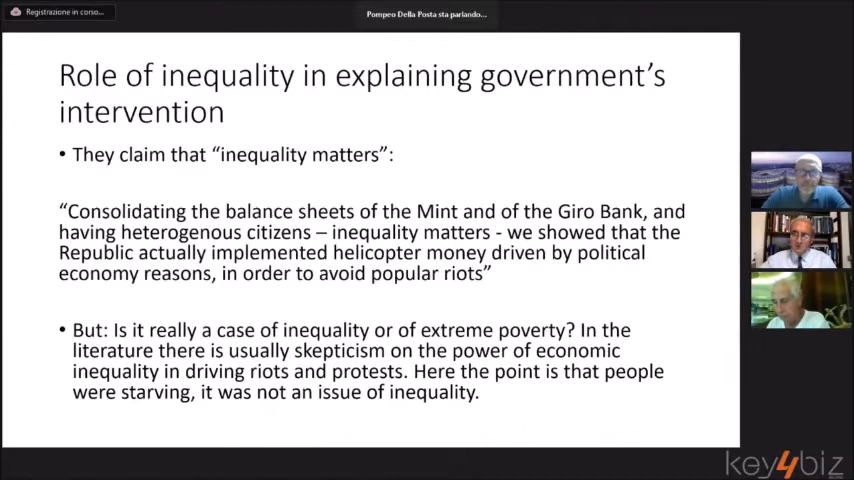 Registrazione in corso...
Pompeo Della Posta sta parlando...
Role of inequality in explaining government’s
intervention
• They claim that “inequality matters”:
“Consolidating the balance sheets of the Mint and of the Giro Bank, and
having heterogenous citizens – inequality matters - we showed that the
Republic actually implemented helicopter money driven by political
economy reasons, in order to avoid popular riots”
• But: Is it really a case of inequality or of extreme poverty? In the
literature there is usually skepticism on the power of economic
inequality in driving riots and protests. Here the point is that people
were starving, it was not an issue of inequality.
key4biz